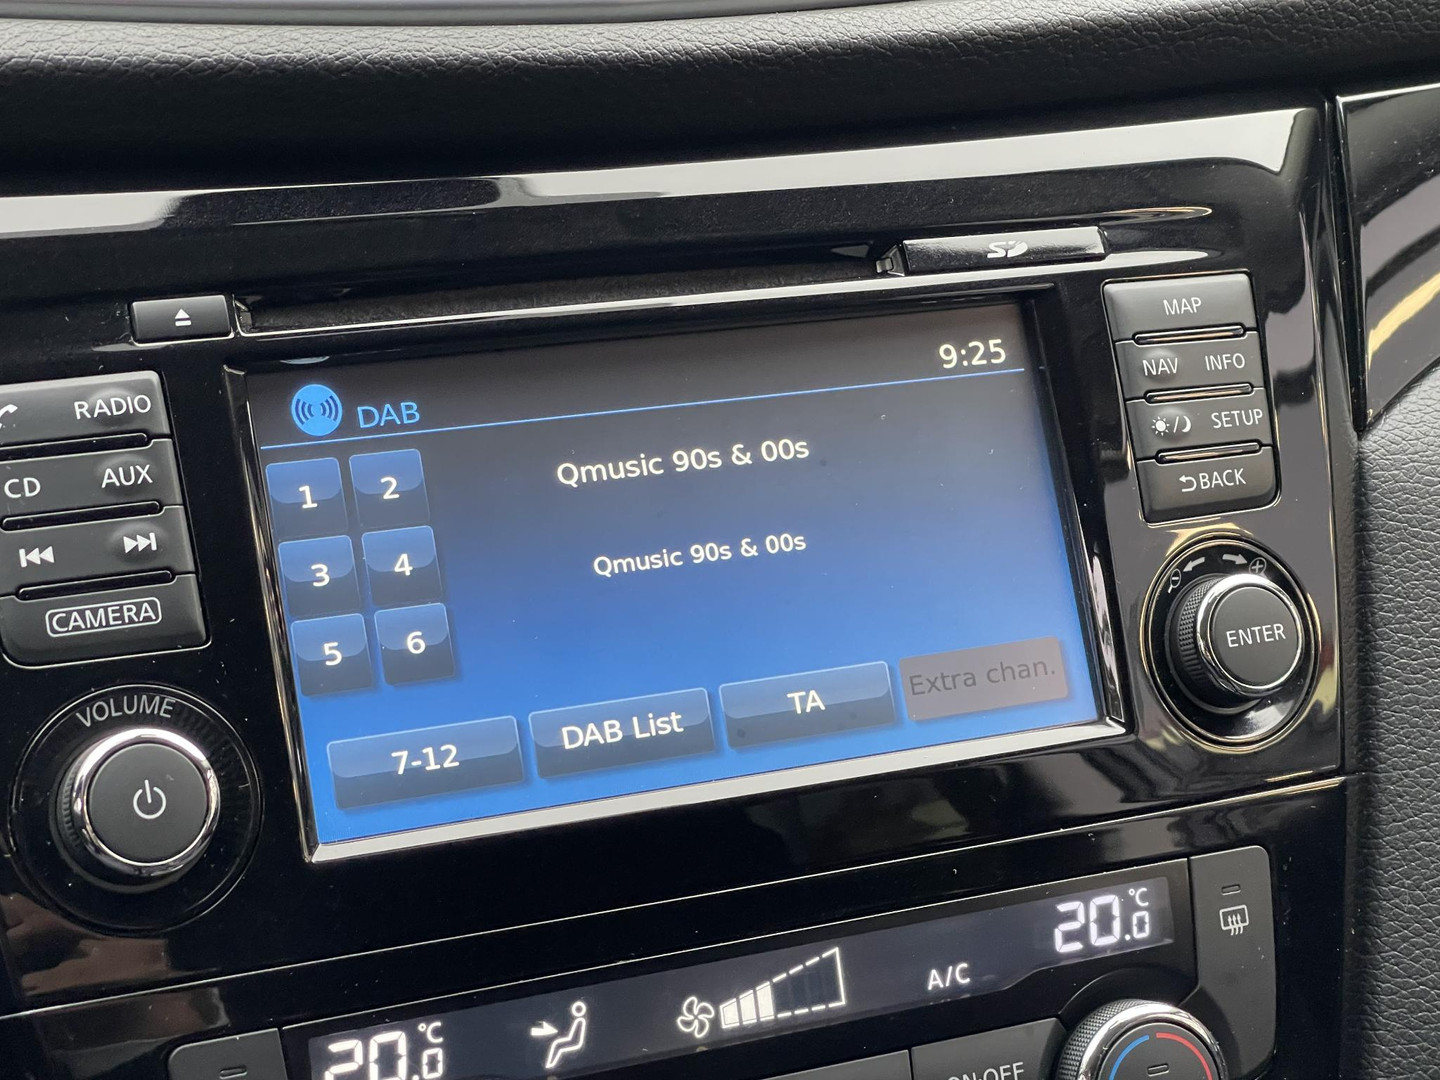 SD
RADIO
CD AUX
CAMERA
VOLUME
9:25
DAB
Qmusic 90s & 00s
Qmusic 90s & 00s
1 2
3 4
5 6
7-12 DAB List TA Extra chan.
MAP
NAV INFO
SETUP
BACK
ENTER
20.0 °C
A/C
20.0 °C
ON·OFF